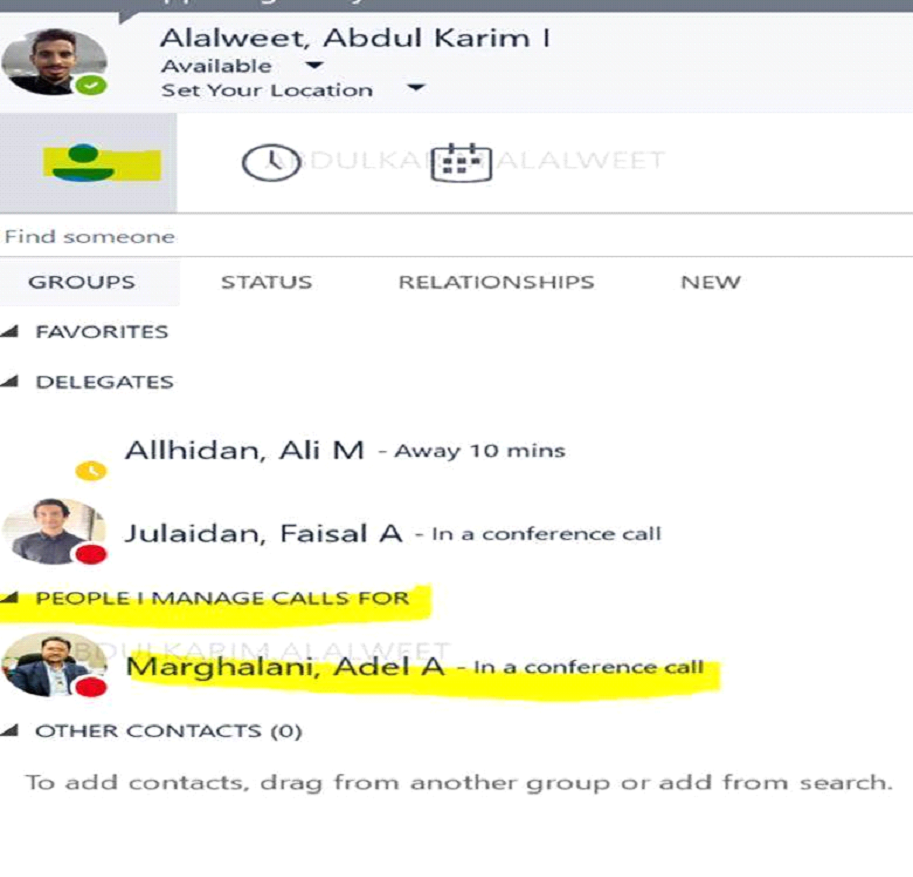 Alalweet, Abdul Karim I
Available
Set Your Location
ABDULKARIM ALALWEET
Find someone
GROUPS STATUS RELATIONSHIPS NEW
FAVORITES
DELEGATES
Allhidan, Ali M - Away 10 mins
Julaidan, Faisal A - In a conference call
PEOPLE I MANAGE CALLS FOR
ABDULKARIM ALALWEET
Marghalani, Adel A - In a conference call
OTHER CONTACTS (0)
To add contacts, drag from another group or add from search.